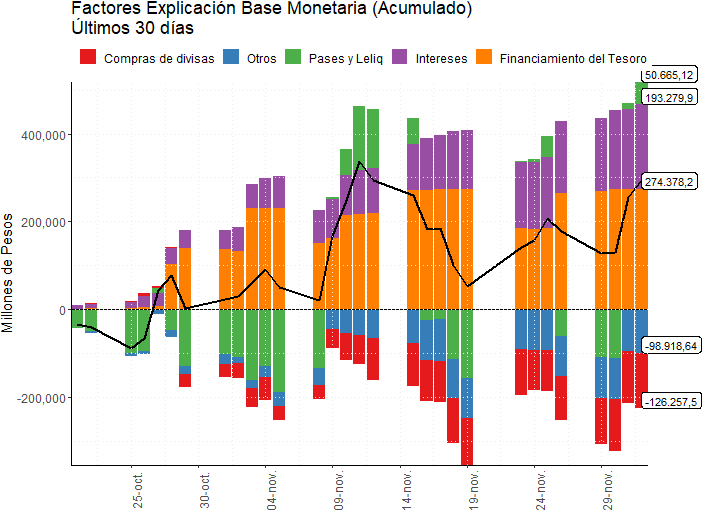 Factores Explicación Base Monetaria (Acumulado)
Últimos 30 días
Compras de divisas
Otros
Pases y Leliq
Intereses
Financiamiento del Tesoro
Millones de Pesos
400,000
200,000
0
-200,000
50.665,12
193.279,9
274.378,2
-98.918,64
-126.257,5
25-oct.
30-oct.
04-nov.
09-nov.
14-nov.
19-nov.
24-nov.
29-nov.